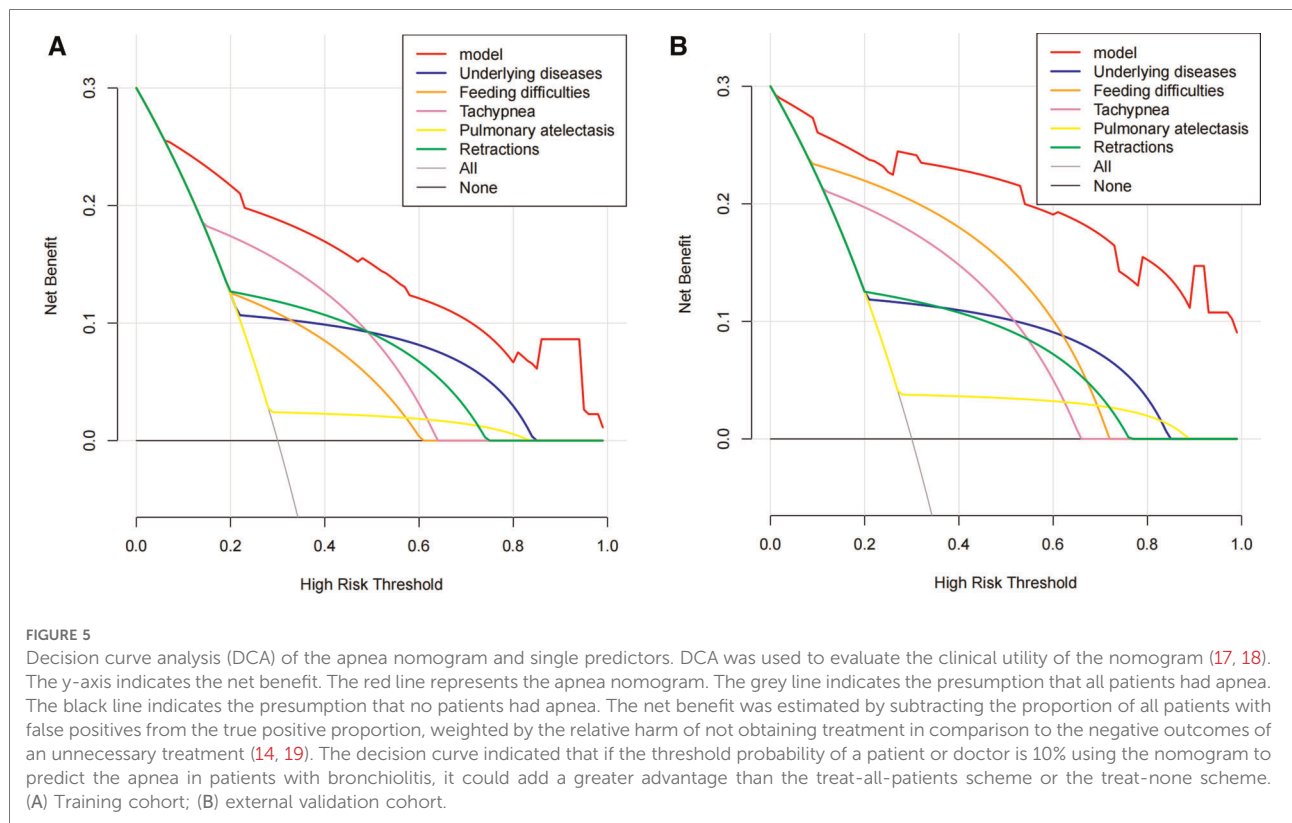 A
model
Underlying diseases
Feeding difficulties
Tachypnea
Pulmonary atelectasis
Retractions
All
None
Net Benefit
0.3
0.2
0.1
0.0
0.0 0.2 0.4 0.6 0.8 1.0
High Risk Threshold
B
model
Underlying diseases
Feeding difficulties
Tachypnea
Pulmonary atelectasis
Retractions
All
None
Net Benefit
0.3
0.2
0.1
0.0
0.0 0.2 0.4 0.6 0.8 1.0
High Risk Threshold
FIGURE 5
Decision curve analysis (DCA) of the apnea nomogram and single predictors. DCA was used to evaluate the clinical utility of the nomogram (17, 18).
The y-axis indicates the net benefit. The red line represents the apnea nomogram. The grey line indicates the presumption that all patients had apnea.
The black line indicates the presumption that no patients had apnea. The net benefit was estimated by subtracting the proportion of all patients with
false positives from the true positive proportion, weighted by the relative harm of not obtaining treatment in comparison to the negative outcomes of
an unnecessary treatment (14, 19). The decision curve indicated that if the threshold probability of a patient or doctor is 10% using the nomogram to
predict the apnea in patients with bronchiolitis, it could add a greater advantage than the treat-all-patients scheme or the treat-none scheme.
(A) Training cohort; (B) external validation cohort.